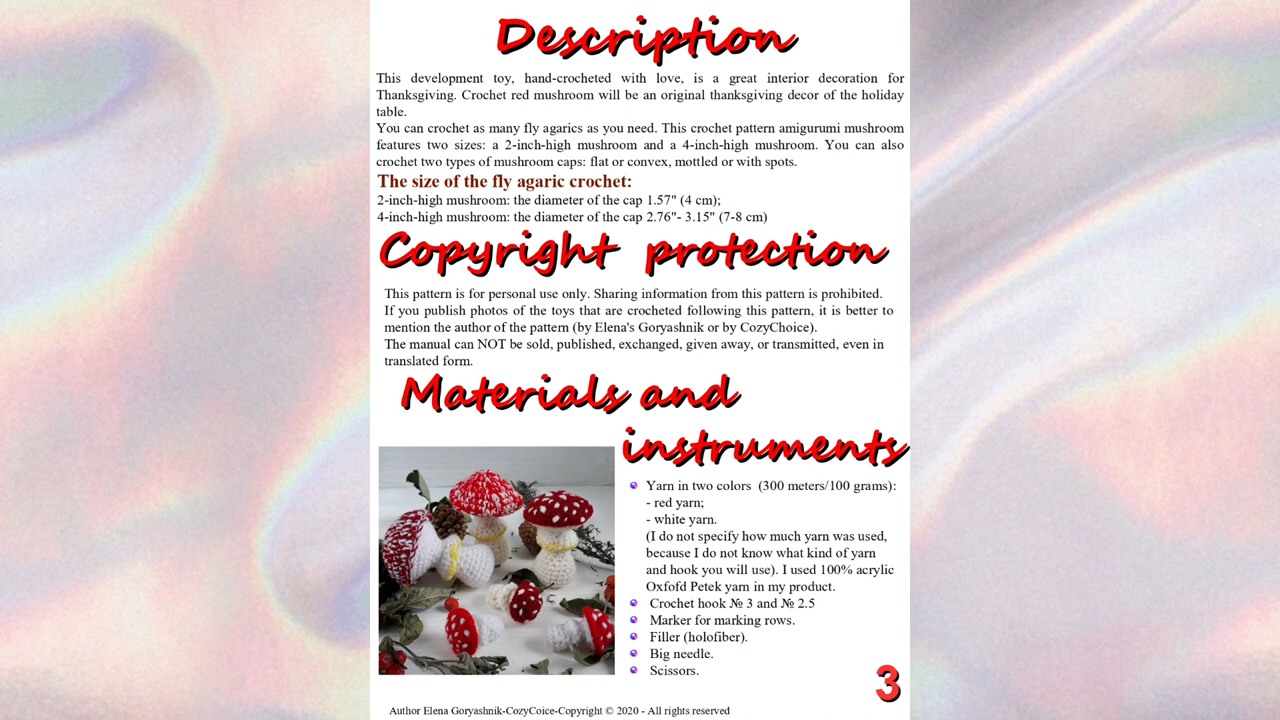 Description
This development toy, hand-crocheted with love, is a great interior decoration for
Thanksgiving. Crochet red mushroom will be an original thanksgiving decor of the holiday
table.
You can crochet as many fly agarics as you need. This crochet pattern amigurumi mushroom
features two sizes: a 2-inch-high mushroom and a 4-inch-high mushroom. You can also
crochet two types of mushroom caps: flat or convex, mottled or with spots.
The size of the fly agaric crochet:
2-inch-high mushroom: the diameter of the cap 1.57" (4 cm);
4-inch-high mushroom: the diameter of the cap 2.76"- 3.15" (7-8 cm)
Copyright protection
This pattern is for personal use only. Sharing information from this pattern is prohibited.
If you publish photos of the toys that are crocheted following this pattern, it is better to
mention the author of the pattern (by Elena's Goryashnik or by CozyChoice).
The manual can NOT be sold, published, exchanged, given away, or transmitted, even in
translated form.
Materials and
instruments
Yarn in two colors (300 meters/100 grams):
- red yarn;
- white yarn.
(I do not specify how much yarn was used,
because I do not know what kind of yarn
and hook you will use). I used 100% acrylic
Oxfofd Petek yarn in my product.
Crochet hook № 3 and № 2.5
Marker for marking rows.
Filler (holofiber).
Big needle.
Scissors.
3
Author Elena Goryashnik-CozyCoice-Copyright © 2020 - All rights reserved